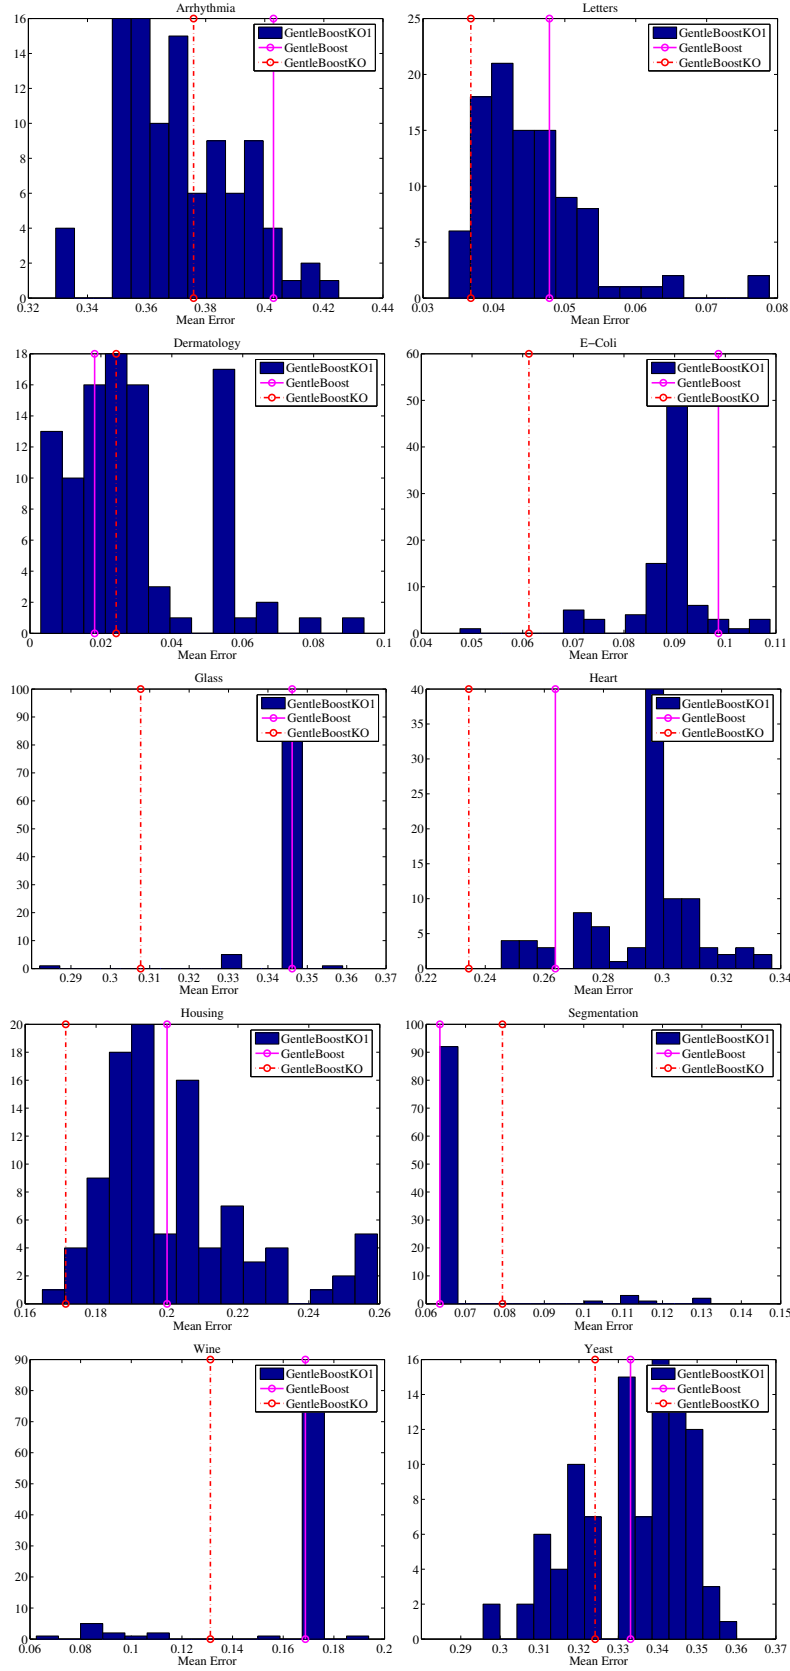 Arrhythmia
16
14
12
10
8
6
4
2
0
0.32 0.34 0.36 0.38 0.4 0.42 0.44
Mean Error
GentleBoostKO1
GentleBoost
GentleBoostKO
Letters
25
20
15
10
5
0
0.03 0.04 0.05 0.06 0.07 0.08
Mean Error
GentleBoostKO1
GentleBoost
GentleBoostKO
Dermatology
18
16
14
12
10
8
6
4
2
0
0 0.02 0.04 0.06 0.08 0.1
Mean Error
GentleBoostKO1
GentleBoost
GentleBoostKO
E−Coli
60
50
40
30
20
10
0
0.04 0.05 0.06 0.07 0.08 0.09 0.1 0.11
Mean Error
GentleBoostKO1
GentleBoost
GentleBoostKO
Glass
100
90
80
70
60
50
40
30
20
10
0
0.29 0.3 0.31 0.32 0.33 0.34 0.35 0.36 0.37
Mean Error
GentleBoostKO1
GentleBoost
GentleBoostKO
Heart
40
35
30
25
20
15
10
5
0
0.22 0.24 0.26 0.28 0.3 0.32 0.34
Mean Error
GentleBoostKO1
GentleBoost
GentleBoostKO
Housing
20
18
16
14
12
10
8
6
4
2
0
0.16 0.18 0.2 0.22 0.24 0.26
Mean Error
GentleBoostKO1
GentleBoost
GentleBoostKO
Segmentation
100
90
80
70
60
50
40
30
20
10
0
0.06 0.07 0.08 0.09 0.1 0.11 0.12 0.13 0.14 0.15
Mean Error
GentleBoostKO1
GentleBoost
GentleBoostKO
Wine
90
80
70
60
50
40
30
20
10
0
0.06 0.08 0.1 0.12 0.14 0.16 0.18 0.2
Mean Error
GentleBoostKO1
GentleBoost
GentleBoostKO
Yeast
16
14
12
10
8
6
4
2
0
0.29 0.3 0.31 0.32 0.33 0.34 0.35 0.36 0.37
Mean Error
GentleBoostKO1
GentleBoost
GentleBoostKO